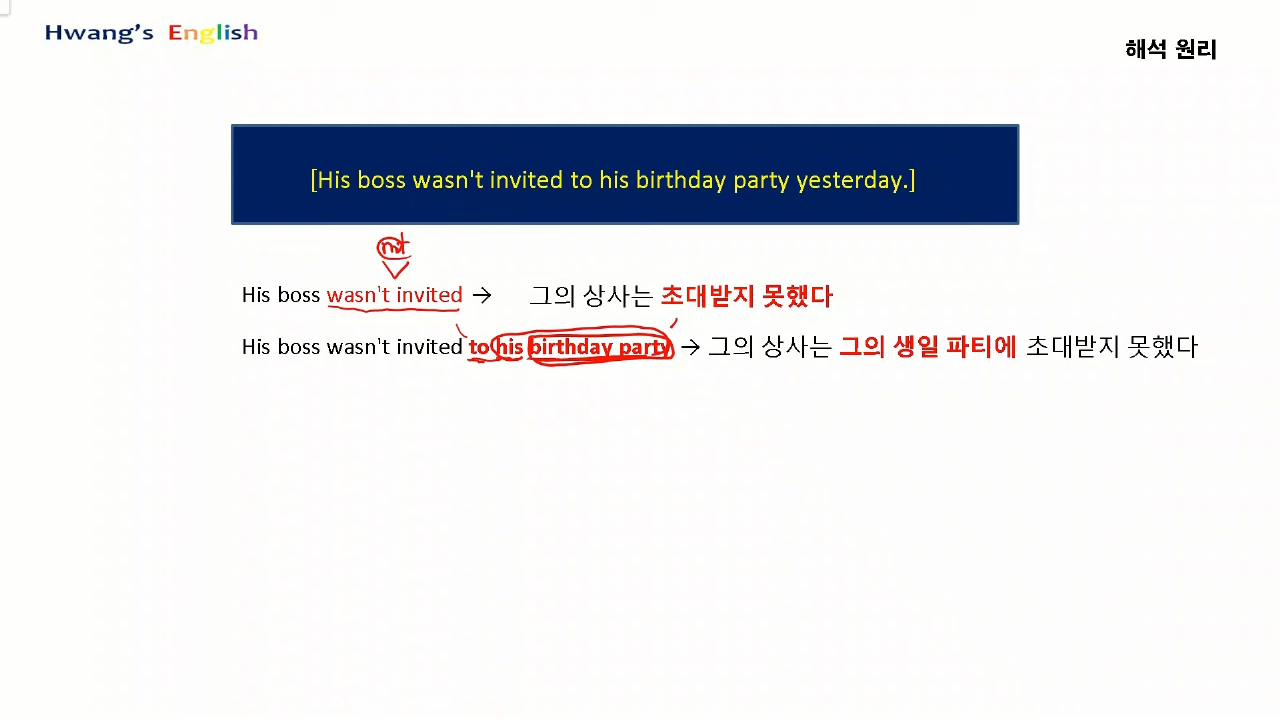 Hwang's English
해석 원리
[His boss wasn't invited to his birthday party yesterday.]
not
His boss wasn't invited → 그의 상사는 초대받지 못했다
His boss wasn't invited to his birthday party → 그의 상사는 그의 생일 파티에 초대받지 못했다